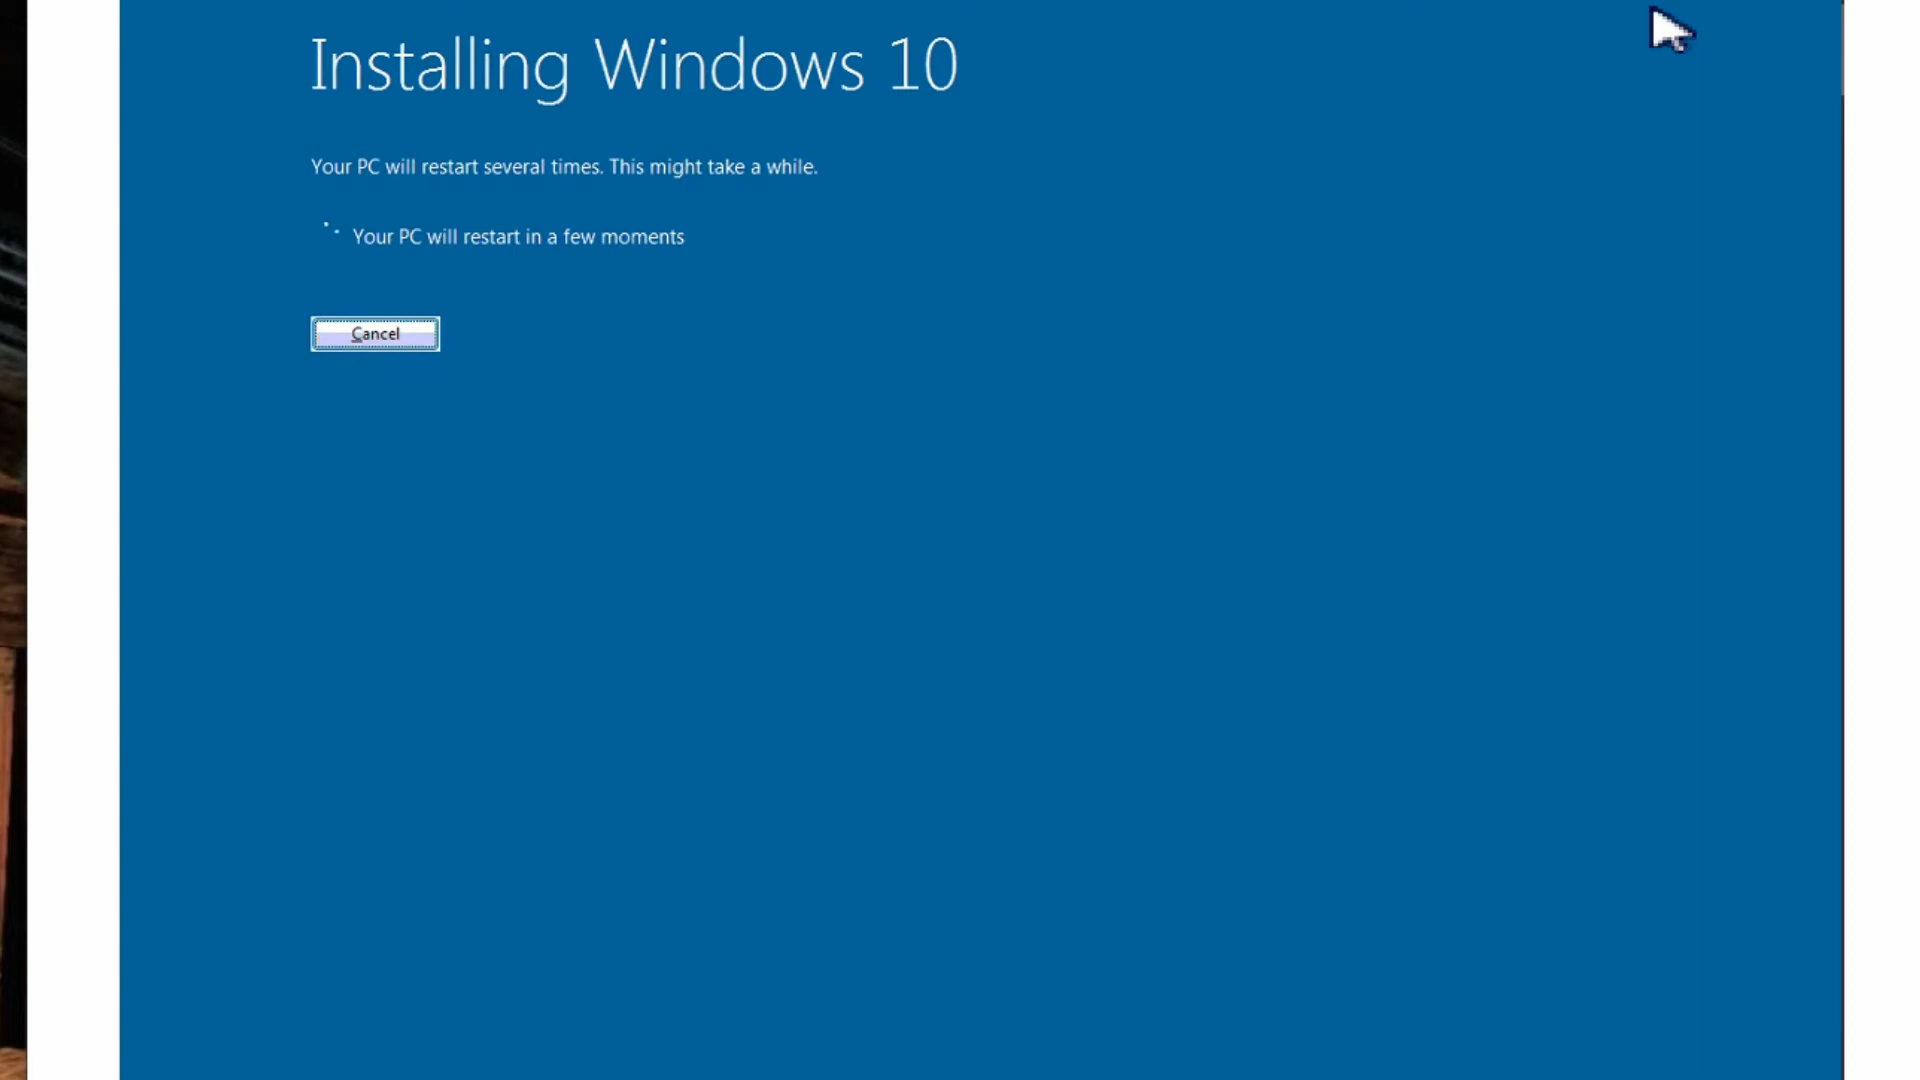 Installing Windows 10
Your PC will restart several times. This might take a while.
Your PC will restart in a few moments
Cancel